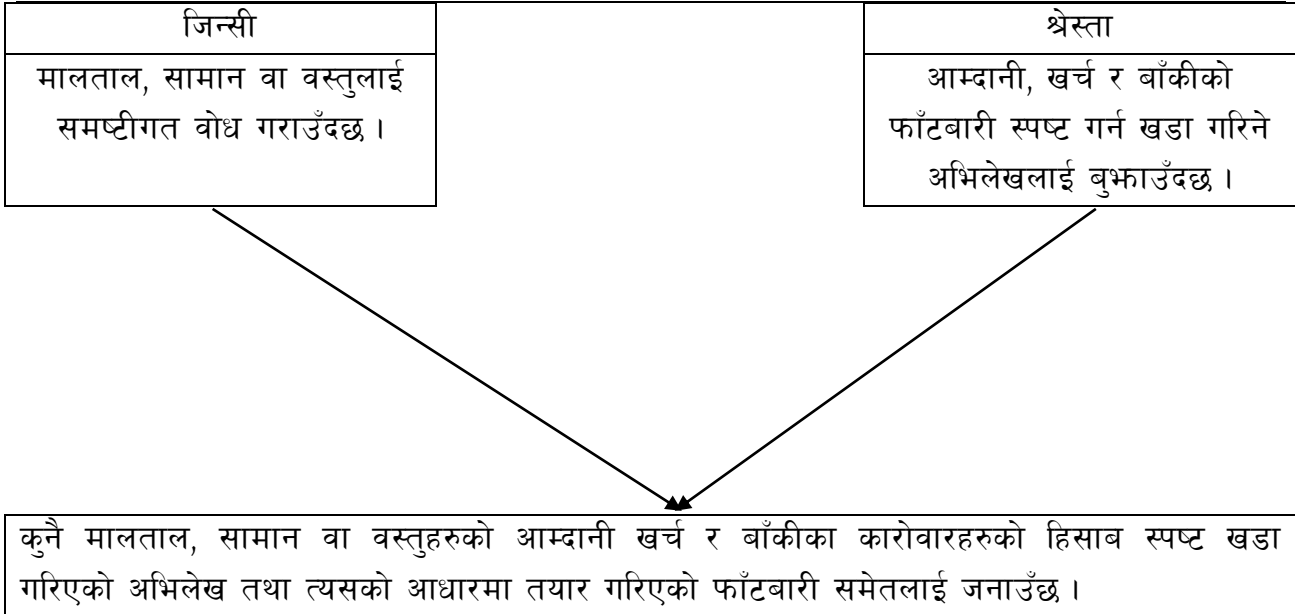 जिन्सी
मालताल, सामान वा वस्तुलाई
समष्टीगत वोध गराउँदछ ।
श्रेस्ता
आम्दानी, खर्च र बाँकीको
फाँटबारी स्पष्ट गर्न खडा गरिने
अभिलेखलाई बुझाउँदछ ।
कुनै मालताल, सामान वा वस्तुहरुको आम्दानी खर्च र बाँकीका कारोवारहरुको हिसाब स्पष्ट खडा
गरिएको अभिलेख तथा त्यसको आधारमा तयार गरिएको फाँटबारी समेतलाई जनाउँछ ।